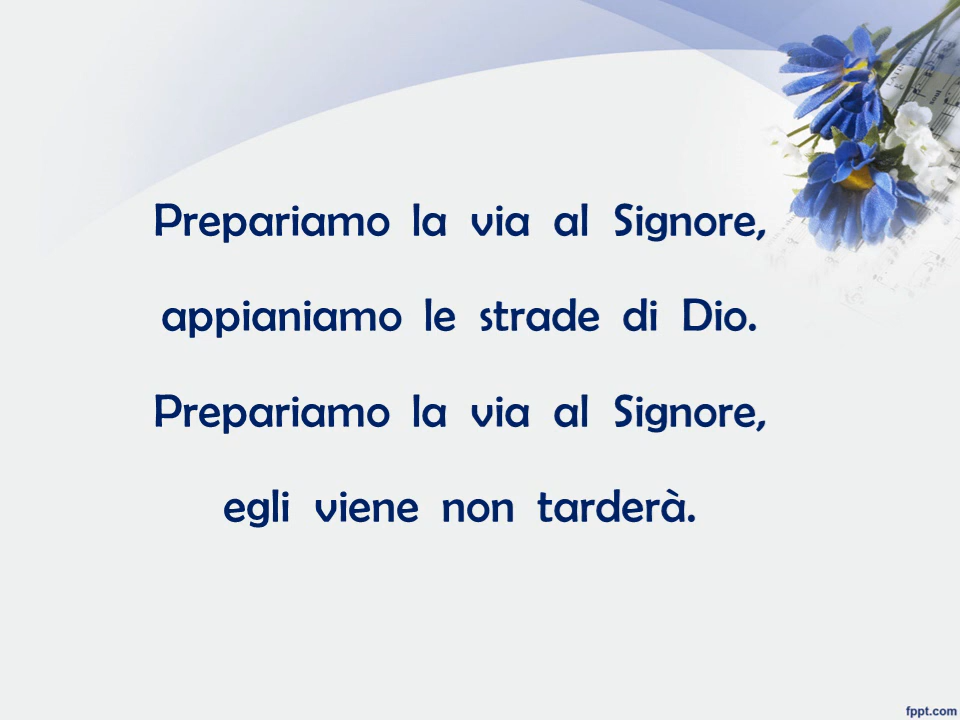 Prepariamo la via al Signore,
appianiamo le strade di Dio.
Prepariamo la via al Signore,
egli viene non tarderà.
fppt.com